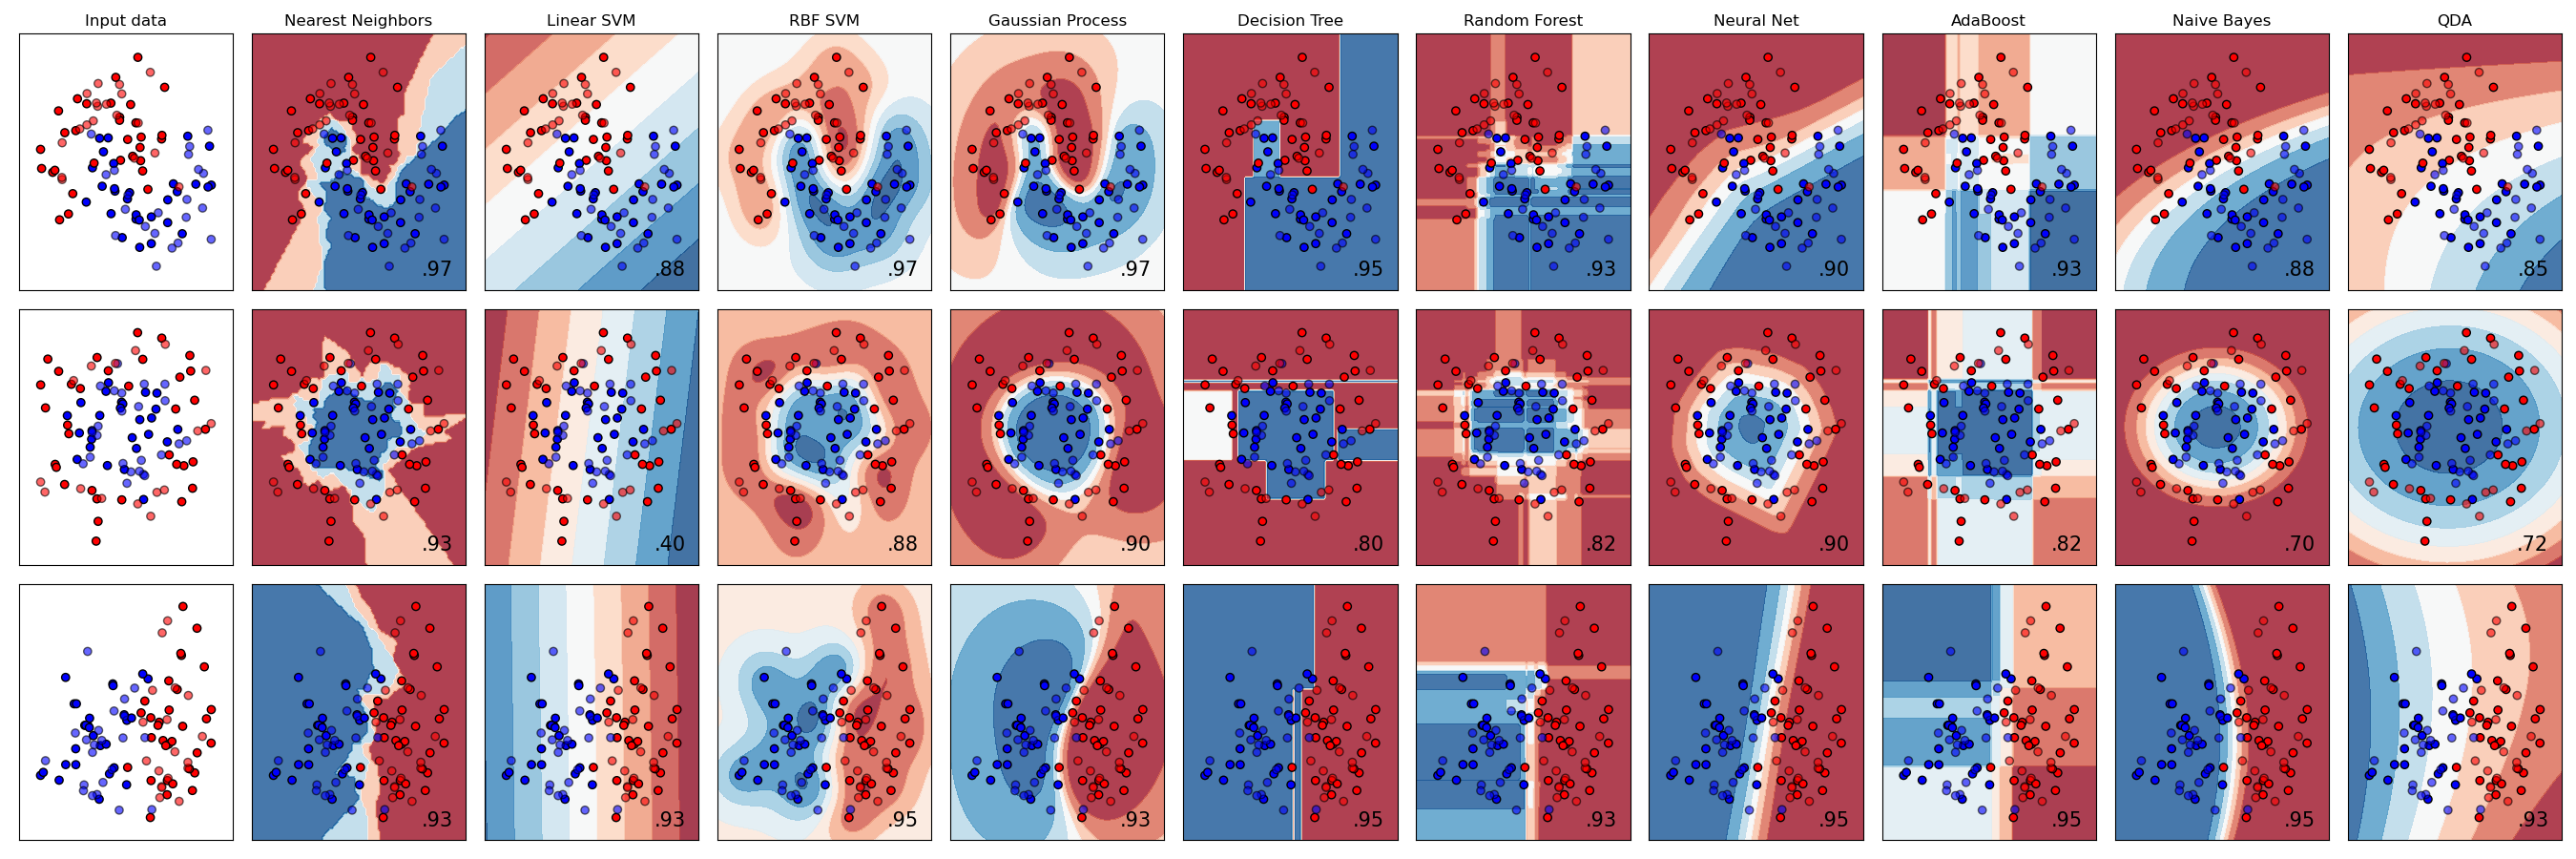 Input data Nearest Neighbors Linear SVM RBF SVM Gaussian Process Decision Tree Random Forest Neural Net AdaBoost Naive Bayes QDA
.97 .88 .97 .97 .95 .93 .90 .93 .88 .85
.93 .40 .88 .90 .80 .82 .90 .82 .70 .72
.93 .93 .95 .93 .95 .93 .95 .95 .95 .93